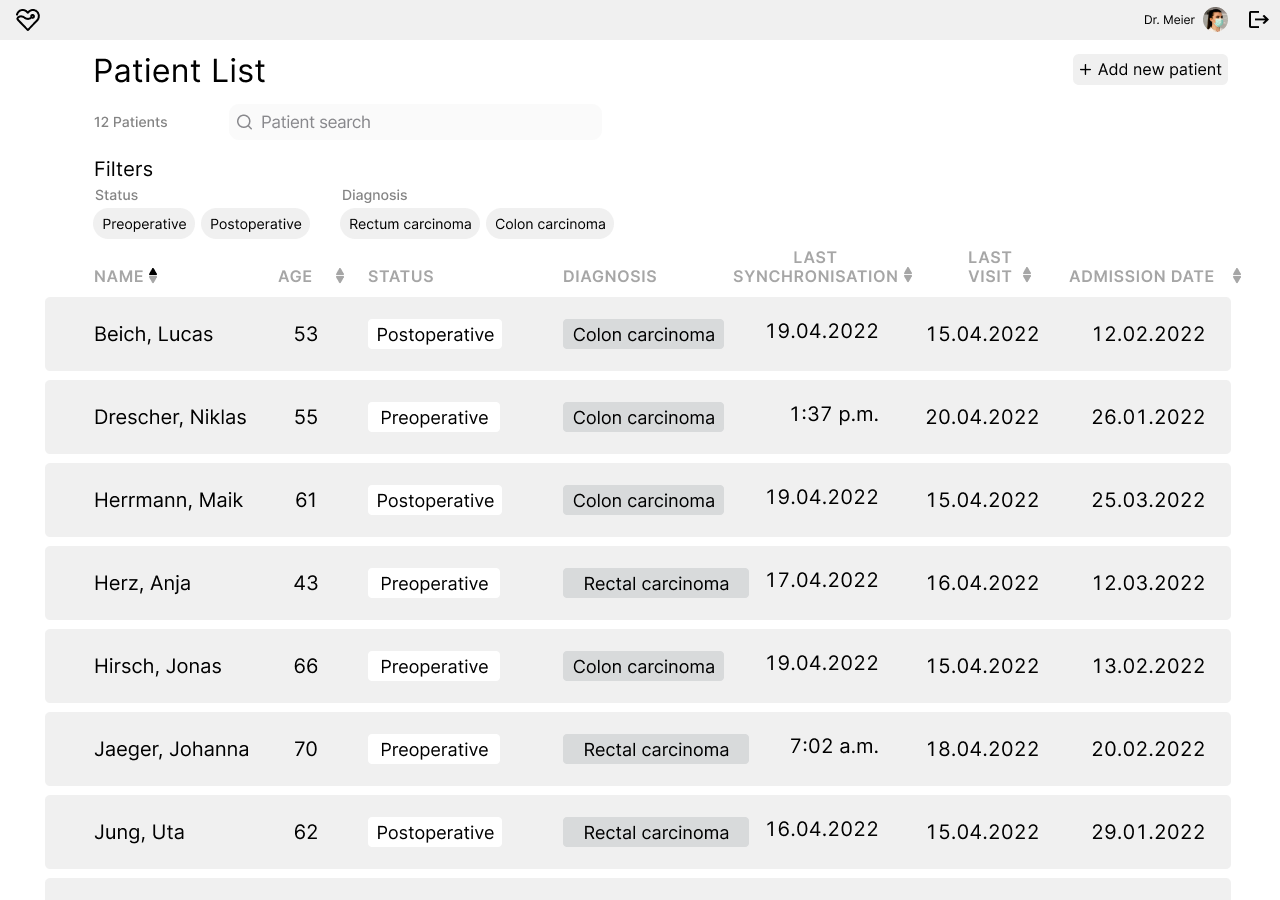 Dr. Meier
Patient List
+ Add new patient
12 Patients
Patient search
Filters
Status
Diagnosis
Preoperative
Postoperative
Rectum carcinoma
Colon carcinoma
NAME
AGE
STATUS
DIAGNOSIS
LAST
SYNCHRONISATION
LAST
VISIT
ADMISSION DATE
Beich, Lucas 53 Postoperative Colon carcinoma 19.04.2022 15.04.2022 12.02.2022
Drescher, Niklas 55 Preoperative Colon carcinoma 1:37 p.m. 20.04.2022 26.01.2022
Herrmann, Maik 61 Postoperative Colon carcinoma 19.04.2022 15.04.2022 25.03.2022
Herz, Anja 43 Preoperative Rectal carcinoma 17.04.2022 16.04.2022 12.03.2022
Hirsch, Jonas 66 Preoperative Colon carcinoma 19.04.2022 15.04.2022 13.02.2022
Jaeger, Johanna 70 Preoperative Rectal carcinoma 7:02 a.m. 18.04.2022 20.02.2022
Jung, Uta 62 Postoperative Rectal carcinoma 16.04.2022 15.04.2022 29.01.2022